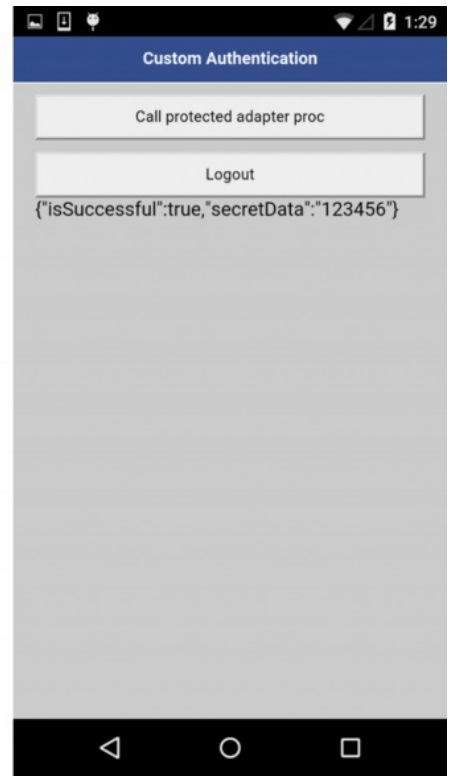 1:29
Custom Authentication
Call protected adapter proc
Logout
{"isSuccessful":true,"secretData":"123456"}